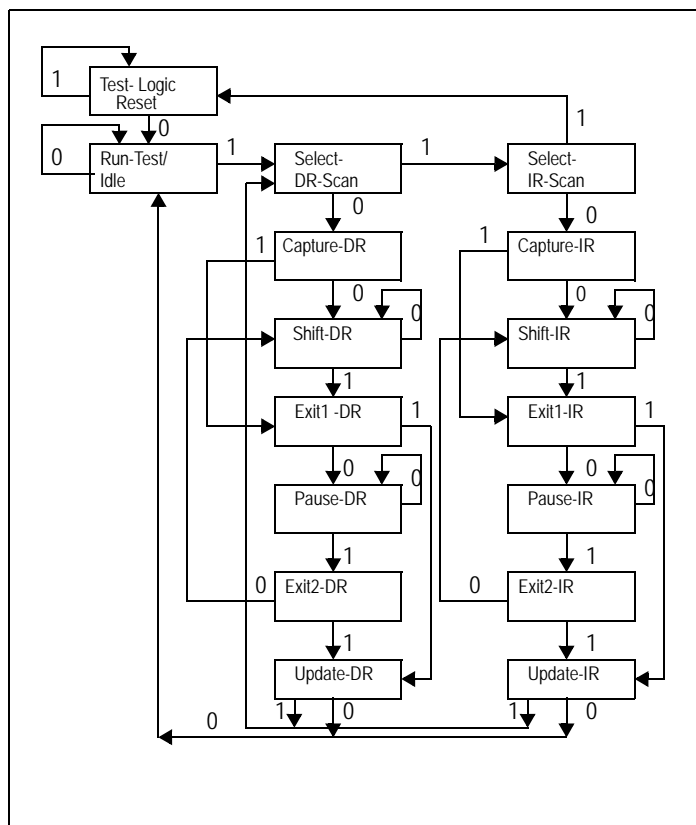 1
Test- Logic
Reset
0
1
0
Run-Test/
Idle
1
Select-
DR-Scan
1
Select-
IR-Scan
0
0
1
Capture-DR
1
Capture-IR
0
0
Shift-DR
0
Shift-IR
0
1
1
Exit1 -DR
1
Exit1-IR
1
0
0
Pause-DR
0
Pause-IR
0
1
1
0
Exit2-DR
0
Exit2-IR
1
1
Update-DR
Update-IR
0
1
0
1
0